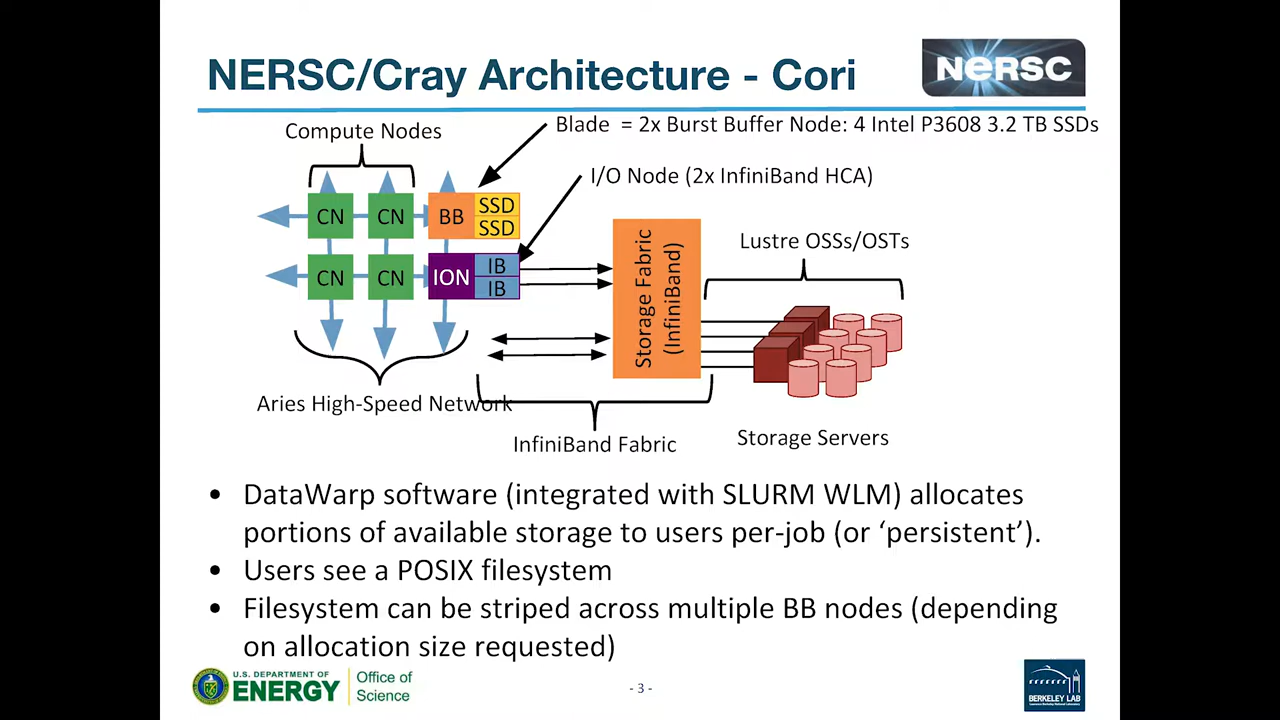 NERSC/Cray Architecture - Cori
NERSC
Compute Nodes
Blade = 2x Burst Buffer Node: 4 Intel P3608 3.2 TB SSDs
I/O Node (2x InfiniBand HCA)
CN
CN
BB
SSD
SSD
CN
CN
ION
IB
IB
Storage Fabric
(InfiniBand)
Lustre OSSs/OSTs
Aries High-Speed Network
InfiniBand Fabric
Storage Servers
• DataWarp software (integrated with SLURM WLM) allocates
portions of available storage to users per-job (or ‘persistent’).
• Users see a POSIX filesystem
• Filesystem can be striped across multiple BB nodes (depending
on allocation size requested)
U.S. DEPARTMENT OF
ENERGY
Office of
Science
- 3 -
BERKELEY LAB